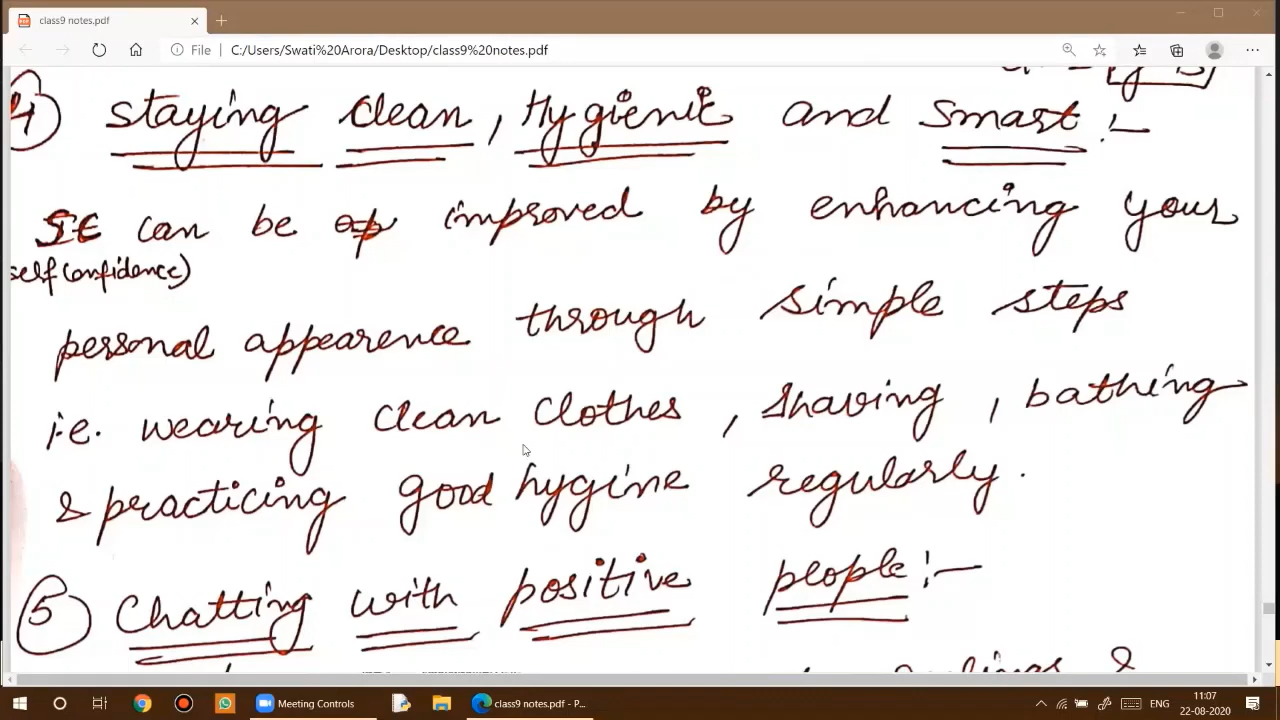 class9 notes.pdf
File | C:/Users/Swati%20Arora/Desktop/class9%20notes.pdf
4 Staying Clean, Hygienic and Smart :-
can be improved by enhancing your
self confidence)
personal appearence through simple steps
i.e. wearing clean clothes, shaving, bathing
& practicing good hygine regularly.
5 Chatting with positive people :-
&
Meeting Controls
class9 notes.pdf - P...
ENG
11:07
22-08-2020